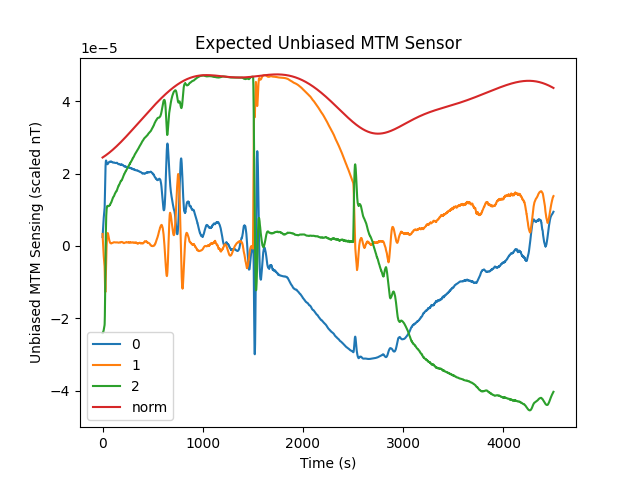 Expected Unbiased MTM Sensor
1e−5
4
2
0
−2
−4
Unbiased MTM Sensing (scaled nT)
0
1
2
norm
0 1000 2000 3000 4000
Time (s)